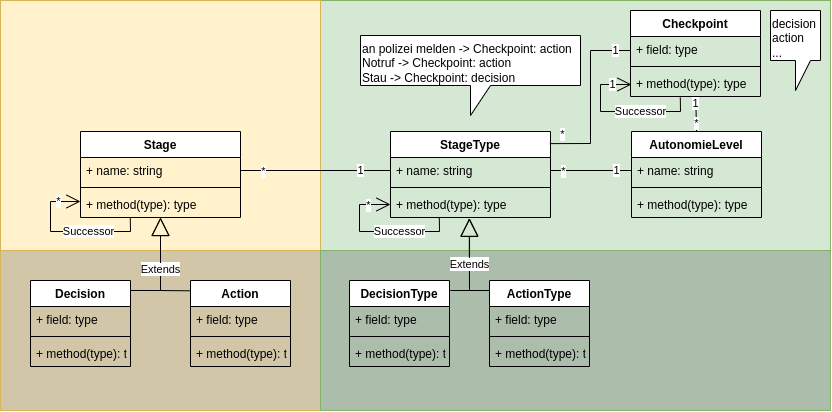 Checkpoint
+ field: type
+ method(type): type
1
1
Successor
decision
action
...
an polizei melden -> Checkpoint: action
Notruf -> Checkpoint: action
Stau -> Checkpoint: decision
1
*
Stage
+ name: string
+ method(type): type
*
Successor
*
1
StageType
+ name: string
+ method(type): type
*
Successor
*
*
1
AutonomieLevel
+ name: string
+ method(type): type
Extends
Extends
Decision
+ field: type
+ method(type): t
Action
+ field: type
+ method(type): t
DecisionType
+ field: type
+ method(type): t
ActionType
+ field: type
+ method(type): t